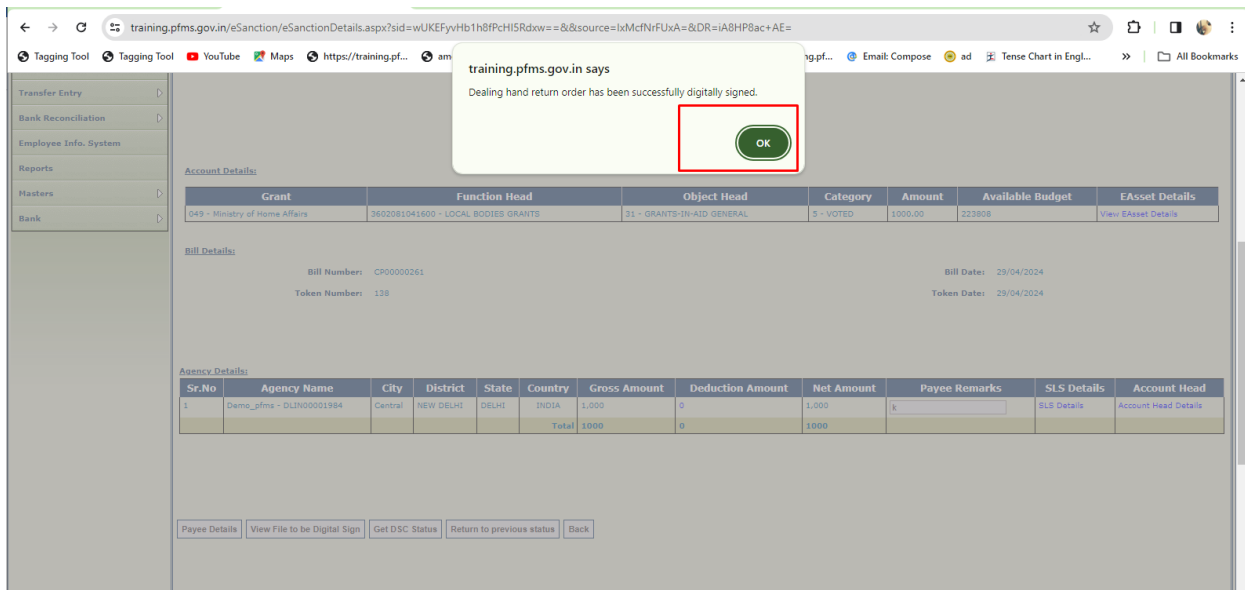 training.pfms.gov.in/eSanction/eSanctionDetails.aspx?sid=wUKEFyvHb1h8fPcHI5Rdxw==&&source=IxMcfNrFUxA=&DR=iA8HP8ac+AE=
Tagging Tool Tagging Tool YouTube Maps https://training.pf... am ng.pf... Email: Compose ad Tense Chart in Engl... » All Bookmarks
training.pfms.gov.in says
Dealing hand return order has been successfully digitally signed.
OK
Transfer Entry
Bank Reconciliation
Employee Info. System
Reports
Masters
Bank
Account Details:
Grant Function Head Object Head Category Amount Available Budget EAsset Details
049 - Ministry of Home Affairs 3602081041600 - LOCAL BODIES GRANTS 31 - GRANTS-IN-AID GENERAL 5 - VOTED 1000.00 223808 View EAsset Details
Bill Details:
Bill Number: CP00000261 Bill Date: 29/04/2024
Token Number: 138 Token Date: 29/04/2024
Agency Details:
Sr.No Agency Name City District State Country Gross Amount Deduction Amount Net Amount Payee Remarks SLS Details Account Head
1 Demo_pfms - DLIN00001984 Central NEW DELHI DELHI INDIA 1,000 0 1,000 k SLS Details Account Head Details
Total 1000 0 1000
Payee Details View File to be Digital Sign Get DSC Status Return to previous status Back